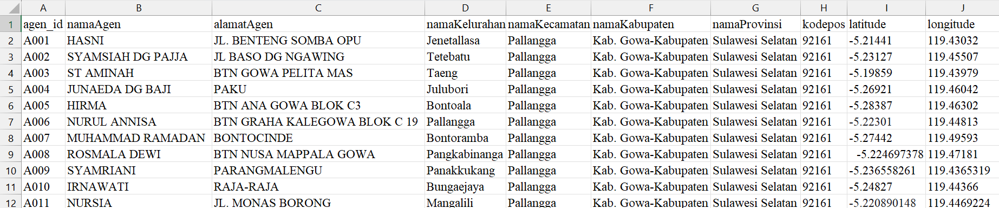 A B C D E F G H I J
1 agen_id namaAgen alamatAgen namaKelurahan namaKecamatan namaKabupaten namaProvinsi kodepos latitude longitude
2 A001 HASNI JL. BENTENG SOMBA OPU Jenetallasa Pallangga Kab. Gowa-Kabupaten Sulawesi Selatan 92161 -5.21441 119.43032
3 A002 SYAMSIAH DG PAJJA JL BASO DG NGAWING Tetebatu Pallangga Kab. Gowa-Kabupaten Sulawesi Selatan 92161 -5.23127 119.45507
4 A003 ST AMINAH BTN GOWA PELITA MAS Taeng Pallangga Kab. Gowa-Kabupaten Sulawesi Selatan 92161 -5.19859 119.43979
5 A004 JUNAEDA DG BAJI PAKU Julubori Pallangga Kab. Gowa-Kabupaten Sulawesi Selatan 92161 -5.26921 119.46042
6 A005 HIRMA BTN ANA GOWA BLOK C3 Bontoala Pallangga Kab. Gowa-Kabupaten Sulawesi Selatan 92161 -5.28387 119.46302
7 A006 NURUL ANNISA BTN GRAHA KALEGOWA BLOK C 19 Pallangga Pallangga Kab. Gowa-Kabupaten Sulawesi Selatan 92161 -5.22301 119.44813
8 A007 MUHAMMAD RAMADAN BONTOCINDE Bontoramba Pallangga Kab. Gowa-Kabupaten Sulawesi Selatan 92161 -5.27442 119.49593
9 A008 ROSMALA DEWI BTN NUSA MAPPALA GOWA Pangkabinanga Pallangga Kab. Gowa-Kabupaten Sulawesi Selatan 92161 -5.224697378 119.47181
10 A009 SYAMRIANI PARANGMALENGU Panakkukang Pallangga Kab. Gowa-Kabupaten Sulawesi Selatan 92161 -5.236558261 119.4365319
11 A010 IRNAWATI RAJA-RAJA Bungaejaya Pallangga Kab. Gowa-Kabupaten Sulawesi Selatan 92161 -5.24827 119.44366
12 A011 NURSIA JL. MONAS BORONG Mangalili Pallangga Kab. Gowa-Kabupaten Sulawesi Selatan 92161 -5.220890148 119.4469224